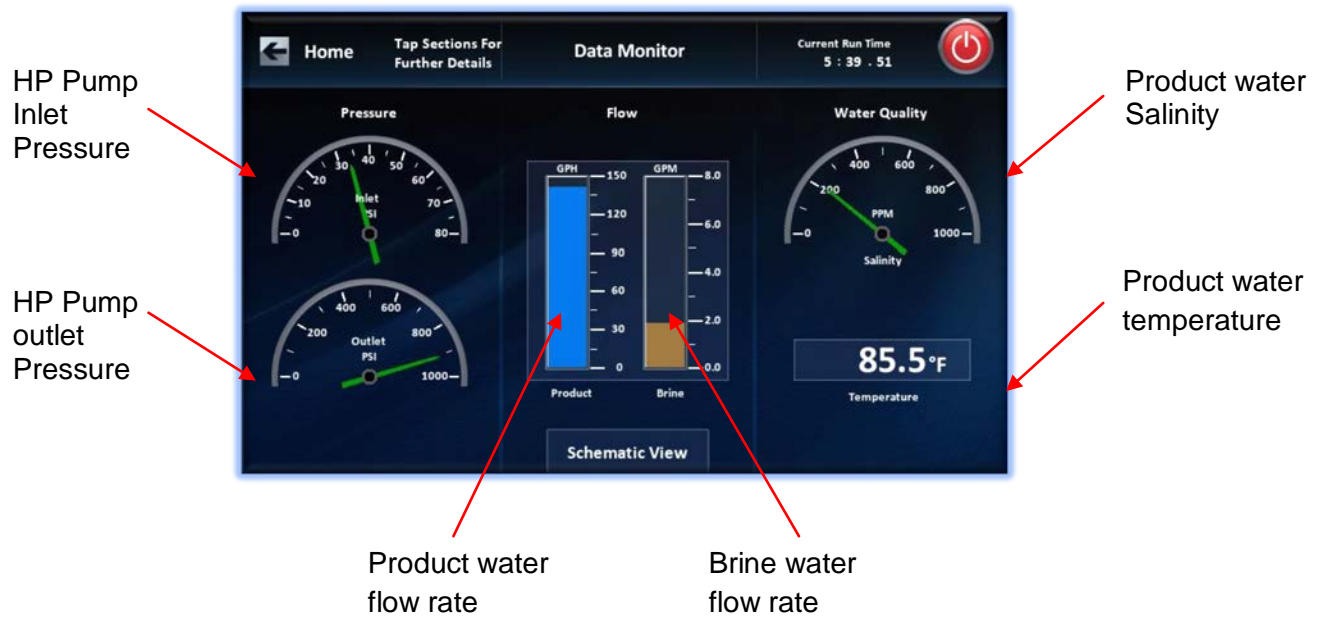 Home
Tap Sections For
Further Details
Data Monitor
Current Run Time
5 : 39 . 51
HP Pump
Inlet
Pressure
HP Pump
outlet
Pressure
Pressure
0
10
20
30
40
50
60
70
80
Inlet
SI
0
200
400
600
800
1000
Outlet
PSI
Flow
GPH
150
120
90
60
30
0
Product
GPM
8.0
6.0
4.0
2.0
0.0
Brine
Schematic View
Water Quality
0
200
400
600
800
1000
PPM
Salinity
85.5°F
Temperature
Product water
Salinity
Product water
temperature
Product water
flow rate
Brine water
flow rate